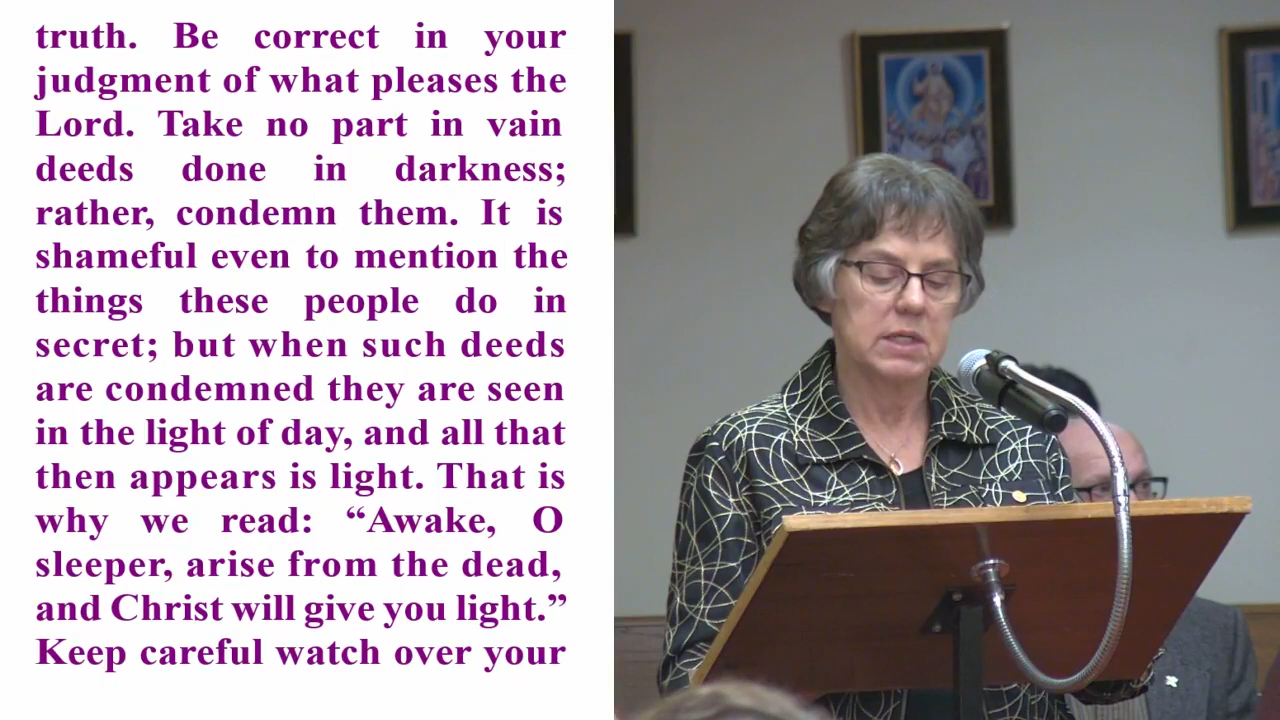 truth. Be correct in your
judgment of what pleases the
Lord. Take no part in vain
deeds done in darkness;
rather, condemn them. It is
shameful even to mention the
things these people do in
secret; but when such deeds
are condemned they are seen
in the light of day, and all that
then appears is light. That is
why we read: “Awake, O
sleeper, arise from the dead,
and Christ will give you light.”
Keep careful watch over your